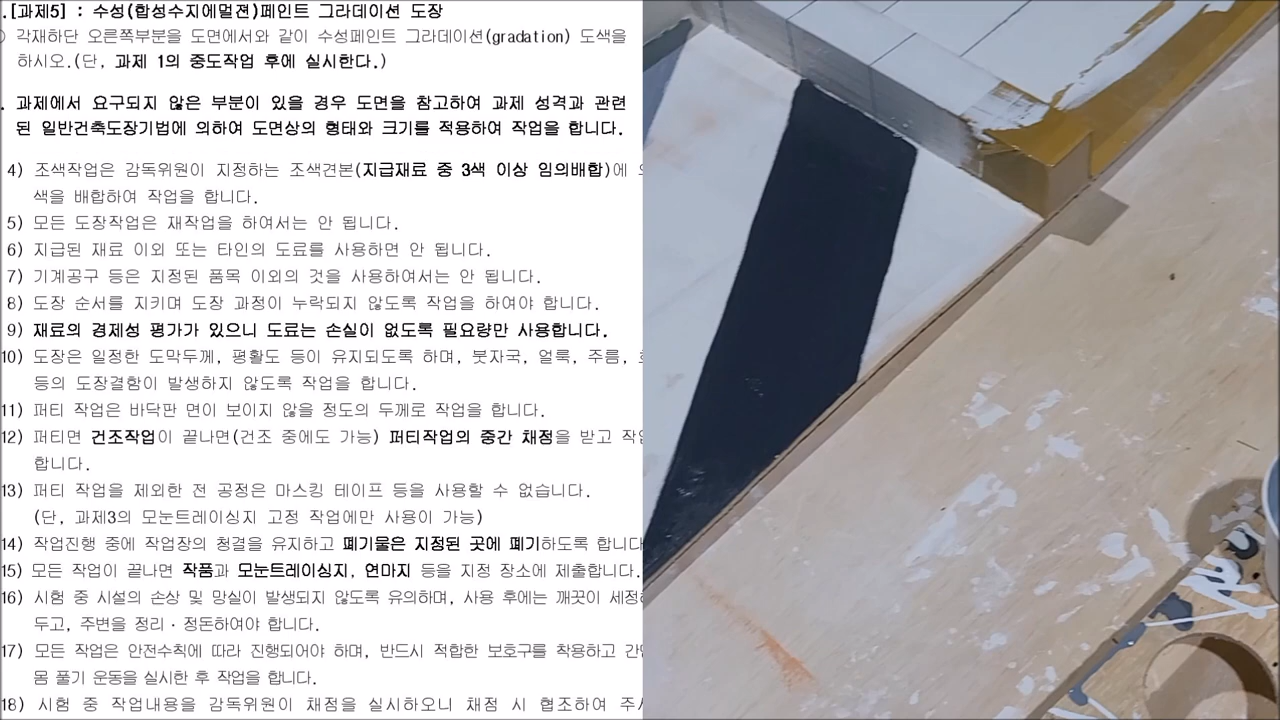 .[과제5] : 수성(합성수지에멀젼)페인트 그라데이션 도장
각재하단 오른쪽부분을 도면에서와 같이 수성페인트 그라데이션(gradation) 도색을
하시오.(단, 과제 1의 중도작업 후에 실시한다.)
. 과제에서 요구되지 않은 부분이 있을 경우 도면을 참고하여 과제 성격과 관련
된 일반건축도장기법에 의하여 도면상의 형태와 크기를 적용하여 작업을 합니다.
4) 조색작업은 감독위원이 지정하는 조색견본(지급재료 중 3색 이상 임의배합)에
색을 배합하여 작업을 합니다.
5) 모든 도장작업은 재작업을 하여서는 안 됩니다.
6) 지급된 재료 이외 또는 타인의 도료를 사용하면 안 됩니다.
7) 기계공구 등은 지정된 품목 이외의 것을 사용하여서는 안 됩니다.
8) 도장 순서를 지키며 도장 과정이 누락되지 않도록 작업을 하여야 합니다.
9) 재료의 경제성 평가가 있으니 도료는 손실이 없도록 필요량만 사용합니다.
10) 도장은 일정한 도막두께, 평활도 등이 유지되도록 하며, 붓자국, 얼룩, 주름,
등의 도장결함이 발생하지 않도록 작업을 합니다.
11) 퍼티 작업은 바닥판 면이 보이지 않을 정도의 두께로 작업을 합니다.
12) 퍼티면 건조작업이 끝나면(건조 중에도 가능) 퍼티작업의 중간 채점을 받고
합니다.
13) 퍼티 작업을 제외한 전 공정은 마스킹 테이프 등을 사용할 수 없습니다.
(단, 과제3의 모눈트레이싱지 고정 작업에만 사용이 가능)
14) 작업진행 중에 작업장의 청결을 유지하고 폐기물은 지정된 곳에 폐기하도록 합니다
15) 모든 작업이 끝나면 작품과 모눈트레이싱지, 연마지 등을 지정 장소에 제출합니다.
16) 시험 중 시설의 손상 및 망실이 발생되지 않도록 유의하며, 사용 후에는 깨끗이 세정
두고, 주변을 정리 · 정돈하여야 합니다.
17) 모든 작업은 안전수칙에 따라 진행되어야 하며, 반드시 적합한 보호구를 착용하고
몸 풀기 운동을 실시한 후 작업을 합니다.
18) 시험 중 작업내용을 감독위원이 채점을 실시하오니 채점 시 협조하여